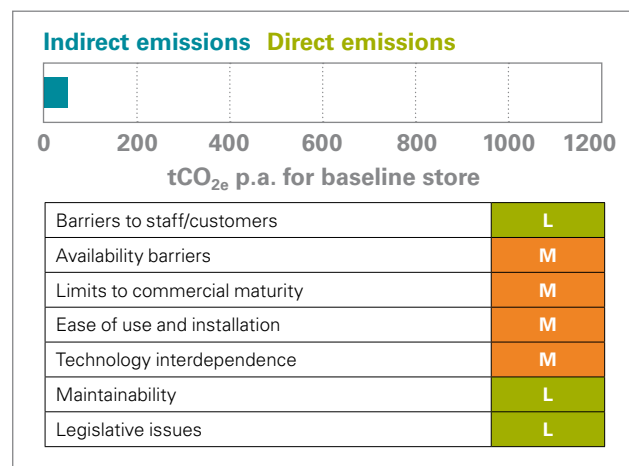 Indirect emissions Direct emissions
0 200 400 600 800 1000 1200
tCO2e p.a. for baseline store
Barriers to staff/customers L
Availability barriers M
Limits to commercial maturity M
Ease of use and installation M
Technology interdependence M
Maintainability L
Legislative issues L